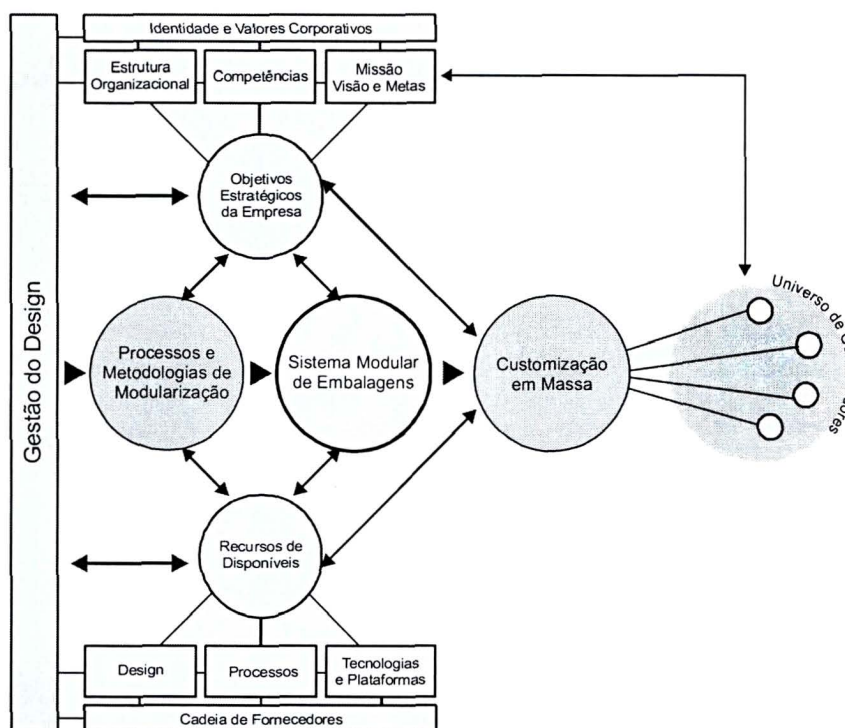 Identidade e Valores Corporativos
Estrutura
Organizacional
Competências
Missão
Visão e Metas
Objetivos
Estratégicos
da Empresa
Gestão do Design
Processos e
Metodologias de
Modularização
Sistema Modular
de Embalagens
Customização
em Massa
Universo de
Recursos de
Disponíveis
Design
Processos
Tecnologias
e Plataformas
Cadeia de Fornecedores